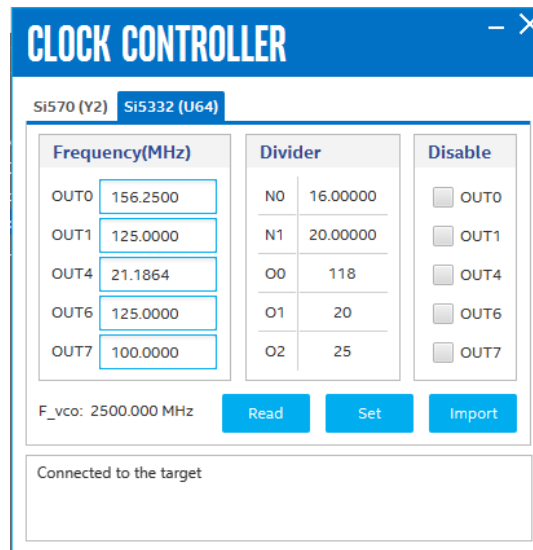 CLOCK CONTROLLER
Si570 (Y2) Si5332 (U64)
Frequency(MHz) Divider Disable
OUT0 156.2500 N0 16.00000 OUT0
OUT1 125.0000 N1 20.00000 OUT1
OUT4 21.1864 O0 118 OUT4
OUT6 125.0000 O1 20 OUT6
OUT7 100.0000 O2 25 OUT7
F_vco: 2500.000 MHz Read Set Import
Connected to the target